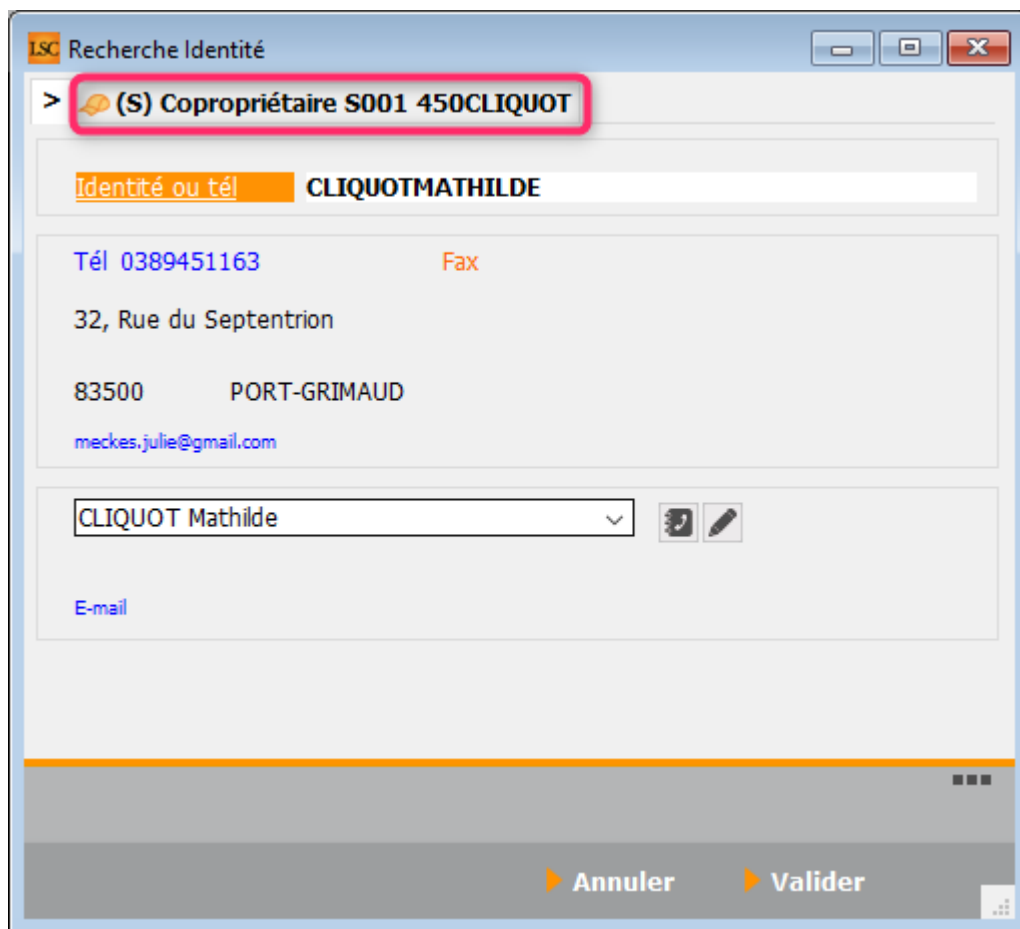 LSC Recherche Identité
> (S) Copropriétaire S001 450CLIQUOT
Identité ou tél CLIQUOTMATHILDE
Tél 0389451163 Fax
32, Rue du Septentrion
83500 PORT-GRIMAUD
meckes.julie@gmail.com
CLIQUOT Mathilde
E-mail
Annuler Valider